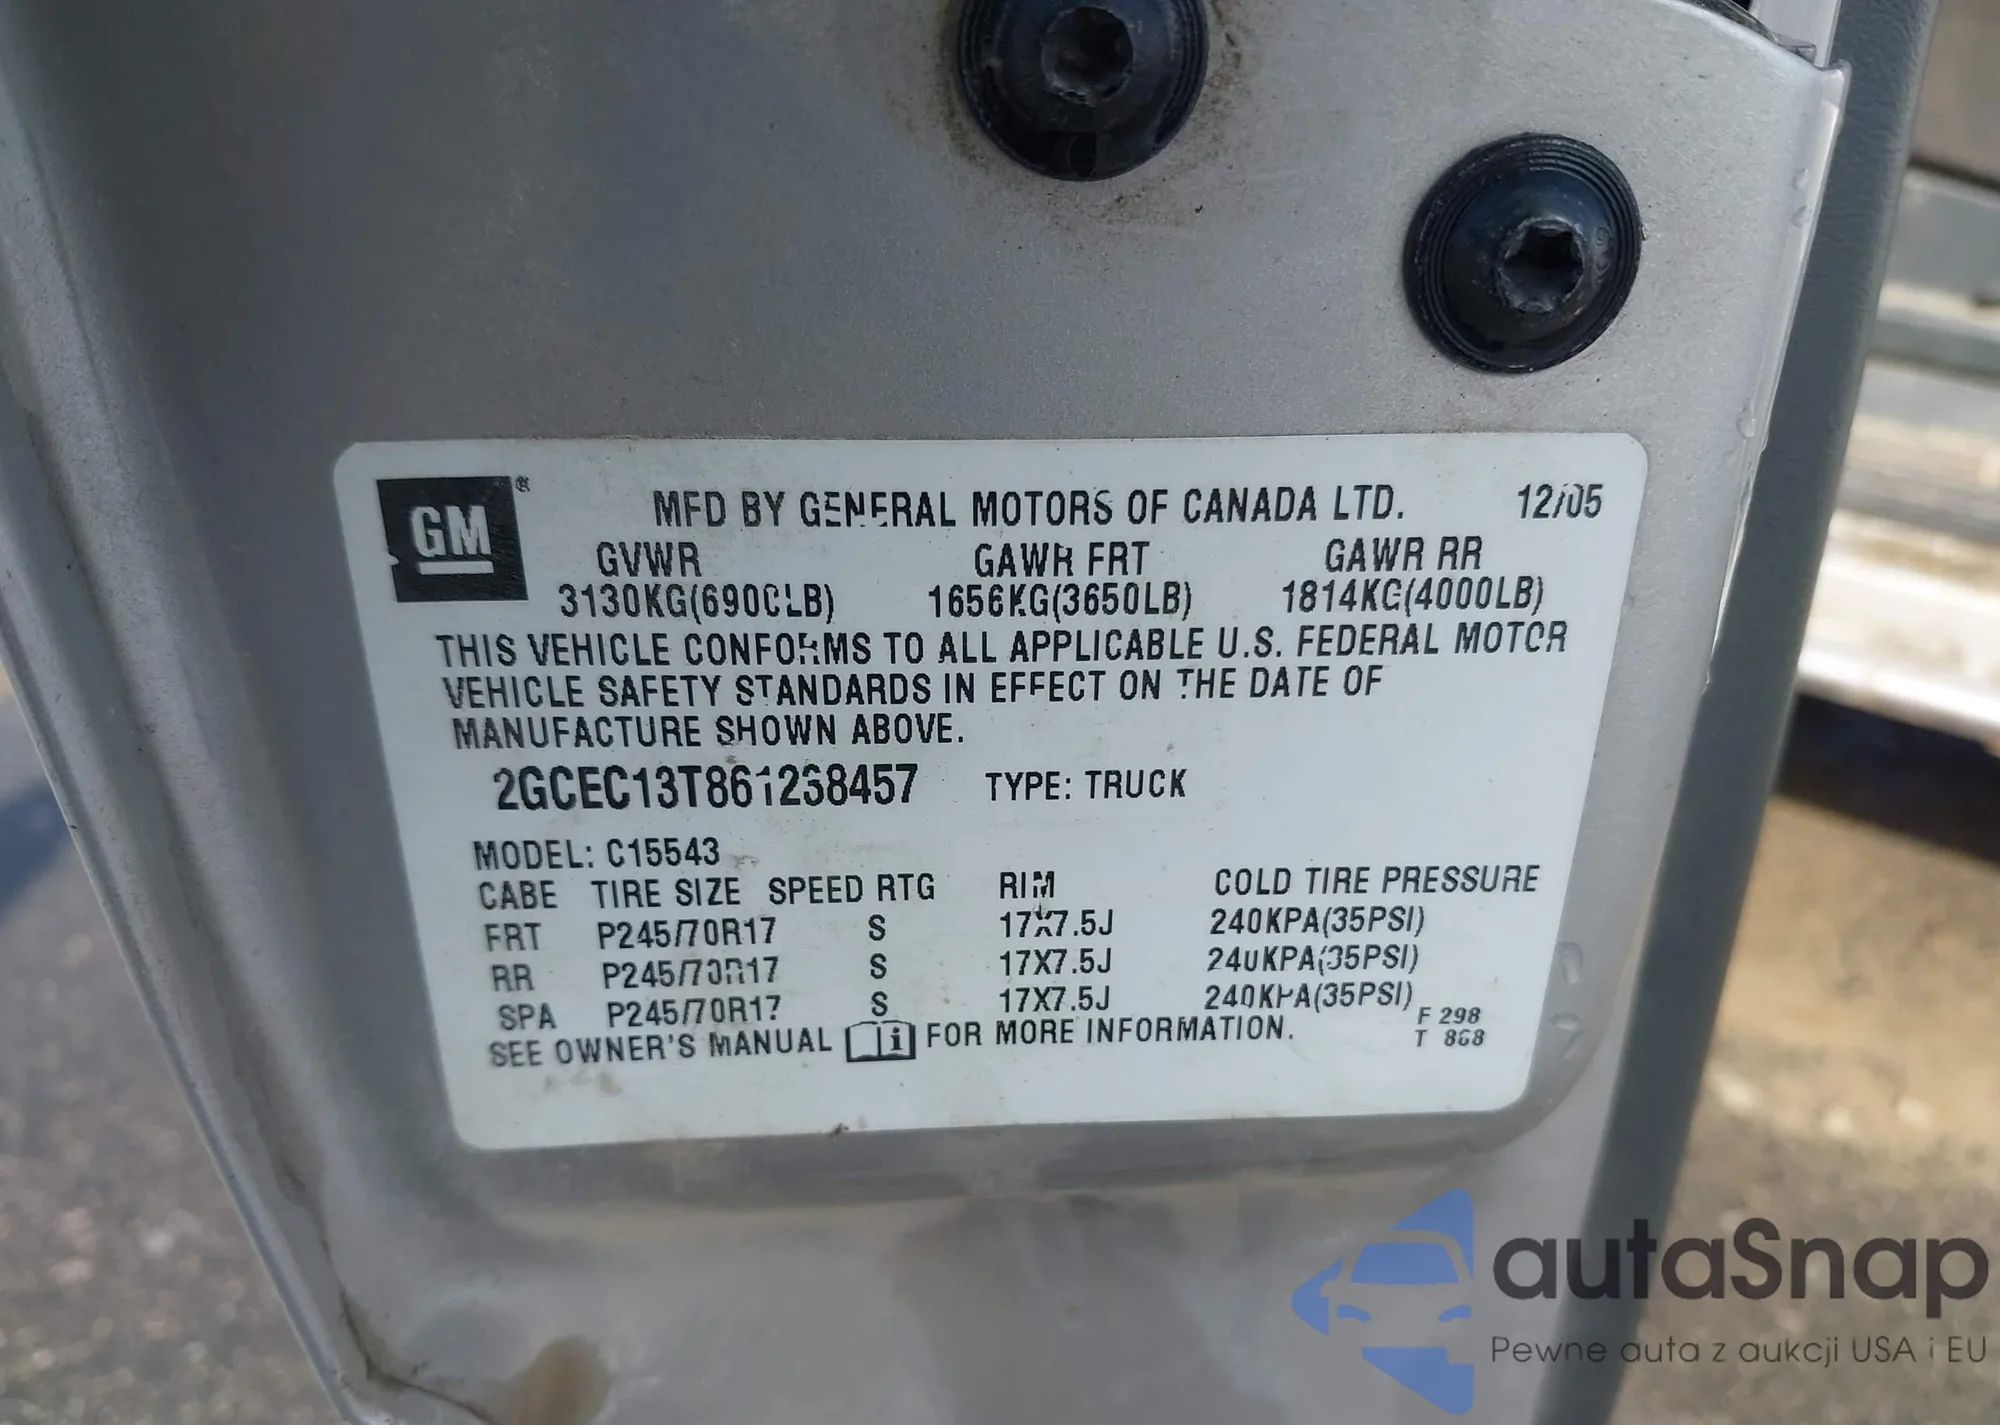 GM®
MFD BY GENERAL MOTORS OF CANADA LTD. 12/05
GVWR GAWR FRT GAWR RR
3130KG(6900LB) 1656KG(3650LB) 1814KG(4000LB)
THIS VEHICLE CONFORMS TO ALL APPLICABLE U.S. FEDERAL MOTOR
VEHICLE SAFETY STANDARDS IN EFFECT ON THE DATE OF
MANUFACTURE SHOWN ABOVE.
TYPE: TRUCK
MODEL: C15543
CABE TIRE SIZE SPEED RTG RIM COLD TIRE PRESSURE
FRT P245/70R17 S 17X7.5J 240KPA(35PSI)
RR P245/70R17 S 17X7.5J 240KPA(35PSI)
SPA P245/70R17 S 17X7.5J 240KPA(35PSI)
SEE OWNER'S MANUAL i FOR MORE INFORMATION.
F 298
T
autaSnap
Pewne auta z aukcji USA i EU